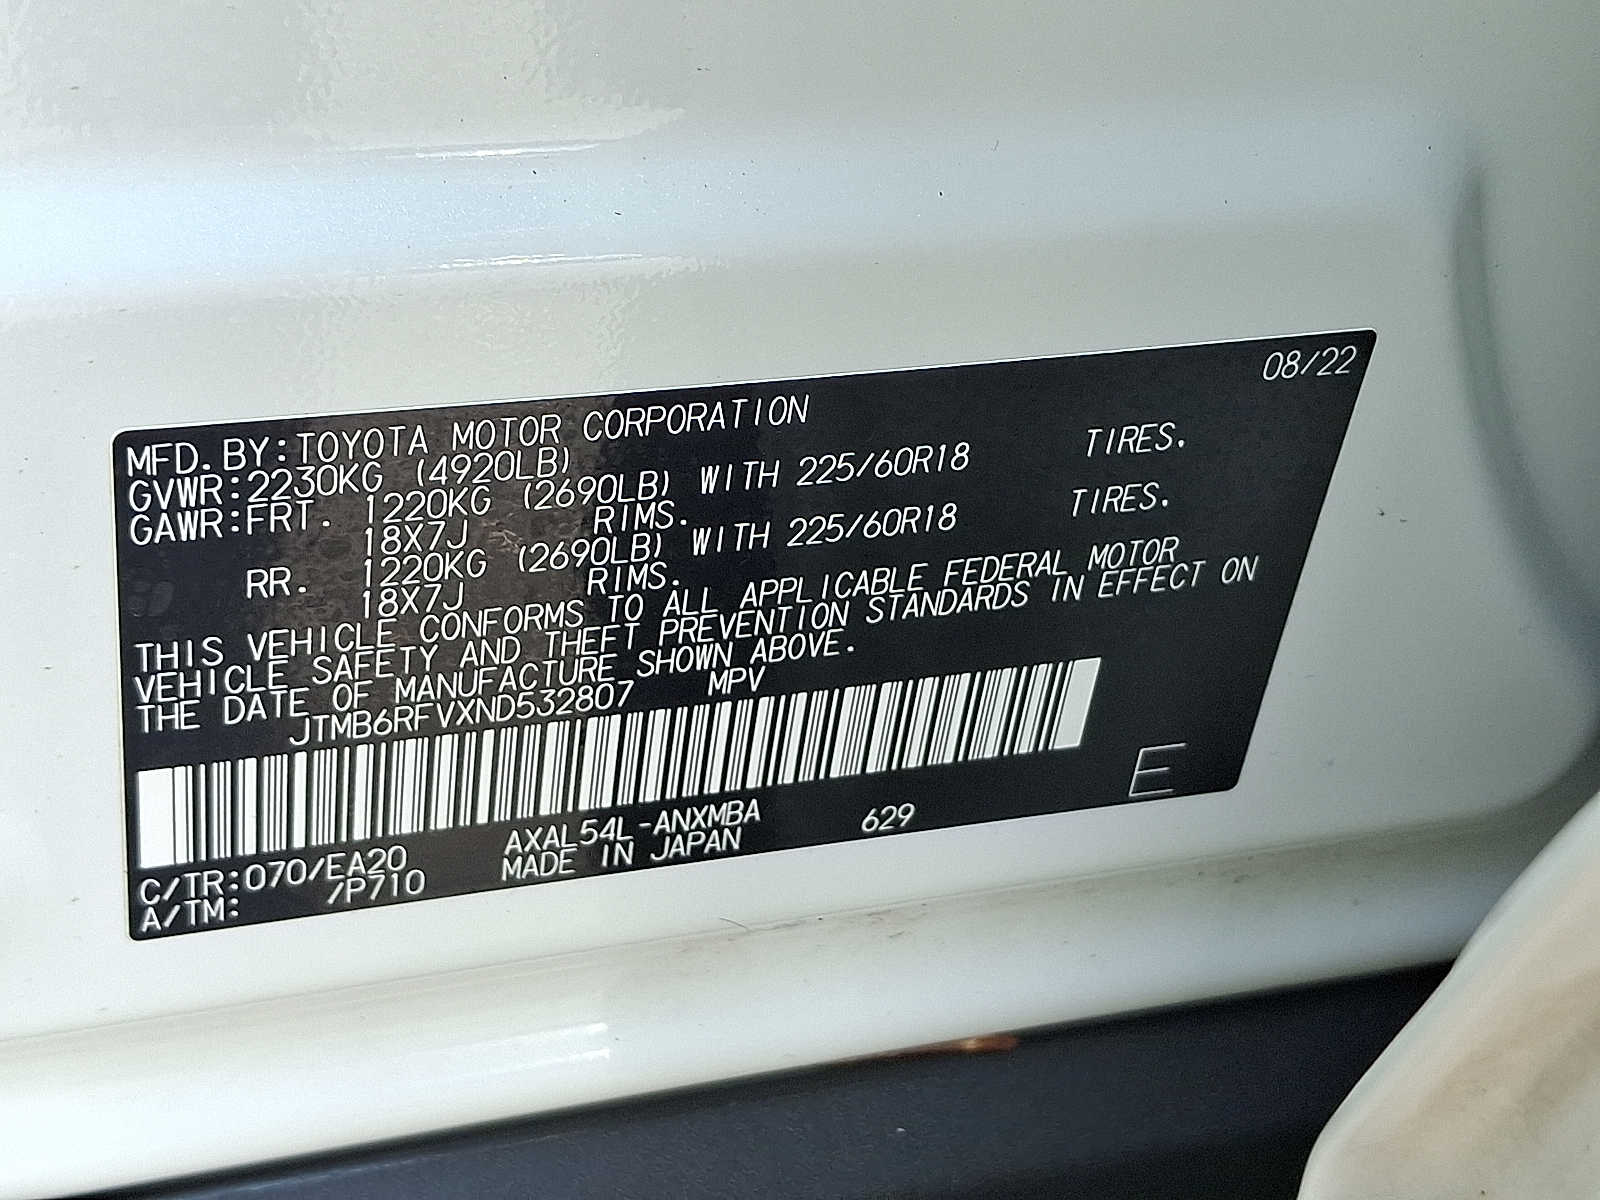 08/22
MFD. BY: TOYOTA MOTOR CORPORATION
GVWR: 2230KG (4920LB)
GAWR: FRT. 1220KG (2690LB) WITH 225/60R18 TIRES.
18X7J RIMS.
RR. 1220KG (2690LB) WITH 225/60R18 TIRES.
18X7J RIMS.
THIS VEHICLE CONFORMS TO ALL APPLICABLE FEDERAL MOTOR
VEHICLE SAFETY AND THEFT PREVENTION STANDARDS IN EFFECT ON
THE DATE OF MANUFACTURE SHOWN ABOVE.
JTMB6RFVXND532807 MPV
E
AXAL54L-ANXMBA 629
C/TR: 070/EA20 MADE IN JAPAN
A/TM: /P710